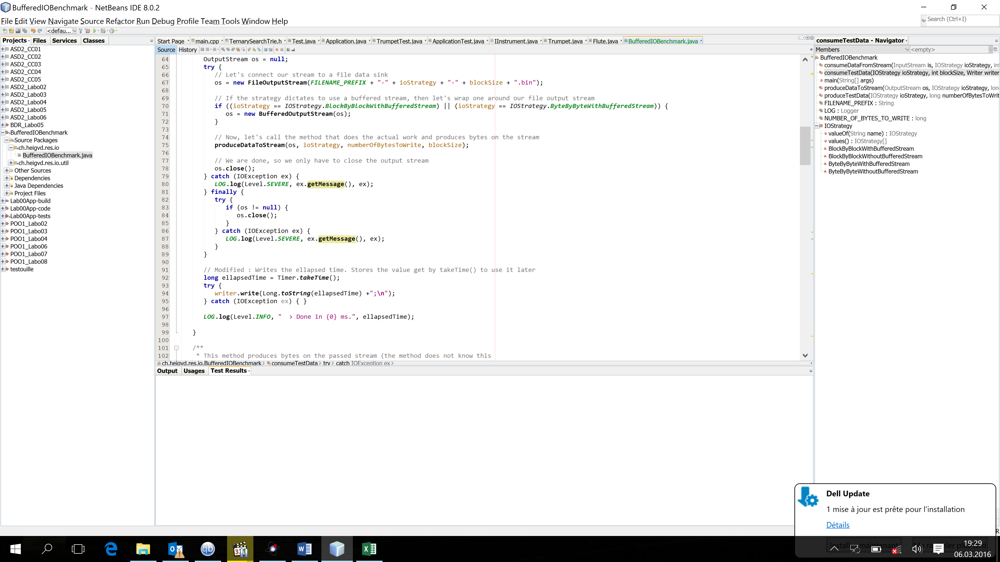 BufferedIOBenchmark - NetBeans IDE 8.0.2
File Edit View Navigate Source Refactor Run Debug Profile Team Tools Window Help
Search (Ctrl+I)
<defau...
Projects Files Services Classes
ASD2_CC01
ASD2_CC02
ASD2_CC03
ASD2_CC04
ASD2_CC05
ASD2_Labo02
ASD2_Labo03
ASD2_Labo04
ASD2_Labo05
ASD2_Labo06
BDR_Labo05
BufferedIOBenchmark
Source Packages
ch.heigvd.res.io
BufferedIOBenchmark.java
ch.heigvd.res.io.util
Other Sources
Dependencies
Java Dependencies
Project Files
Lab00App-build
Lab00App-code
Lab00App-tests
POO1_Labo02
POO1_Labo03
POO1_Labo04
POO1_Labo06
POO1_Labo07
POO1_Labo08
testouille
Start Page main.cpp TernarySearchTrie.h Test.java Application.java TrumpetTest.java ApplicationTest.java IInstrument.java Trumpet.java Flute.java BufferedIOBenchmark.java
Source History
64 OutputStream os = null;
65 try {
66 // Let's connect our stream to a file data sink
67 os = new FileOutputStream(FILENAME_PREFIX + "-" + ioStrategy + "-" + blockSize + ".bin");
68
69 // If the strategy dictates to use a buffered stream, then let's wrap one around our file output stream
70 if ((ioStrategy == IOStrategy.BlockByBlockWithBufferedStream) || (ioStrategy == IOStrategy.ByteByByteWithBufferedStream)) {
71 os = new BufferedOutputStream(os);
72 }
73
74 // Now, let's call the method that does the actual work and produces bytes on the stream
75 produceDataToStream(os, ioStrategy, numberOfBytesToWrite, blockSize);
76
77 // We are done, so we only have to close the output stream
78 os.close();
79 } catch (IOException ex) {
80 LOG.log(Level.SEVERE, ex.getMessage(), ex);
81 } finally {
82 try {
83 if (os != null) {
84 os.close();
85 }
86 } catch (IOException ex) {
87 LOG.log(Level.SEVERE, ex.getMessage(), ex);
88 }
89 }
90
91 // Modified : Writes the ellapsed time. Stores the value get by takeTime() to use it later
92 long ellapsedTime = Timer.takeTime();
93 try {
94 writer.write(Long.toString(ellapsedTime) +";\n");
95 } catch (IOException ex) { }
96
97 LOG.log(Level.INFO, "  > Done in {0} ms.", ellapsedTime);
98
99 }
100
101 /**
102 * This method produces bytes on the passed stream (the method does not know this
ch.heigvd.res.io.BufferedIOBenchmark > consumeTestData > try > catch IOException ex >
Output Usages Test Results
consumeTestData - Navigator
Members <empty>
BufferedIOBenchmark
consumeDataFromStream(InputStream is, IOStrategy ioStrategy, int
consumeTestData(IOStrategy ioStrategy, int blockSize, Writer writer
main(String[] args)
produceDataToStream(OutputStream os, IOStrategy ioStrategy, lon
produceTestData(IOStrategy ioStrategy, long numberOfBytesToWrit
FILENAME_PREFIX : String
LOG : Logger
NUMBER_OF_BYTES_TO_WRITE : long
IOStrategy
valueOf(String name) : IOStrategy
values() : IOStrategy[]
BlockByBlockWithBufferedStream
BlockByBlockWithoutBufferedStream
ByteByByteWithBufferedStream
ByteByByteWithoutBufferedStream
Dell Update
1 mise à jour est prête pour l'installation
Détails
19:29
06.03.2016